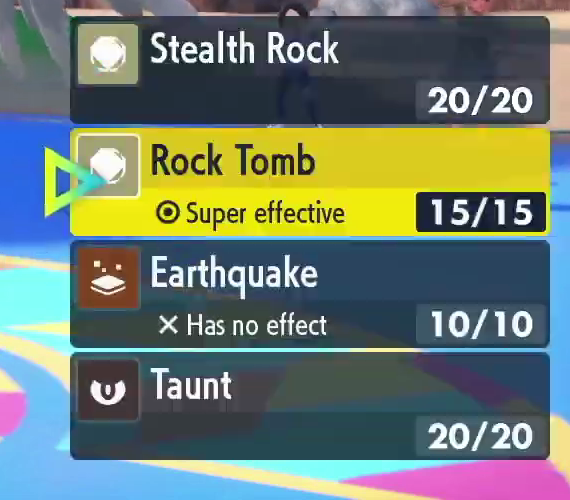 Stealth Rock
20/20
Rock Tomb
Super effective
15/15
Earthquake
Has no effect
10/10
Taunt
20/20